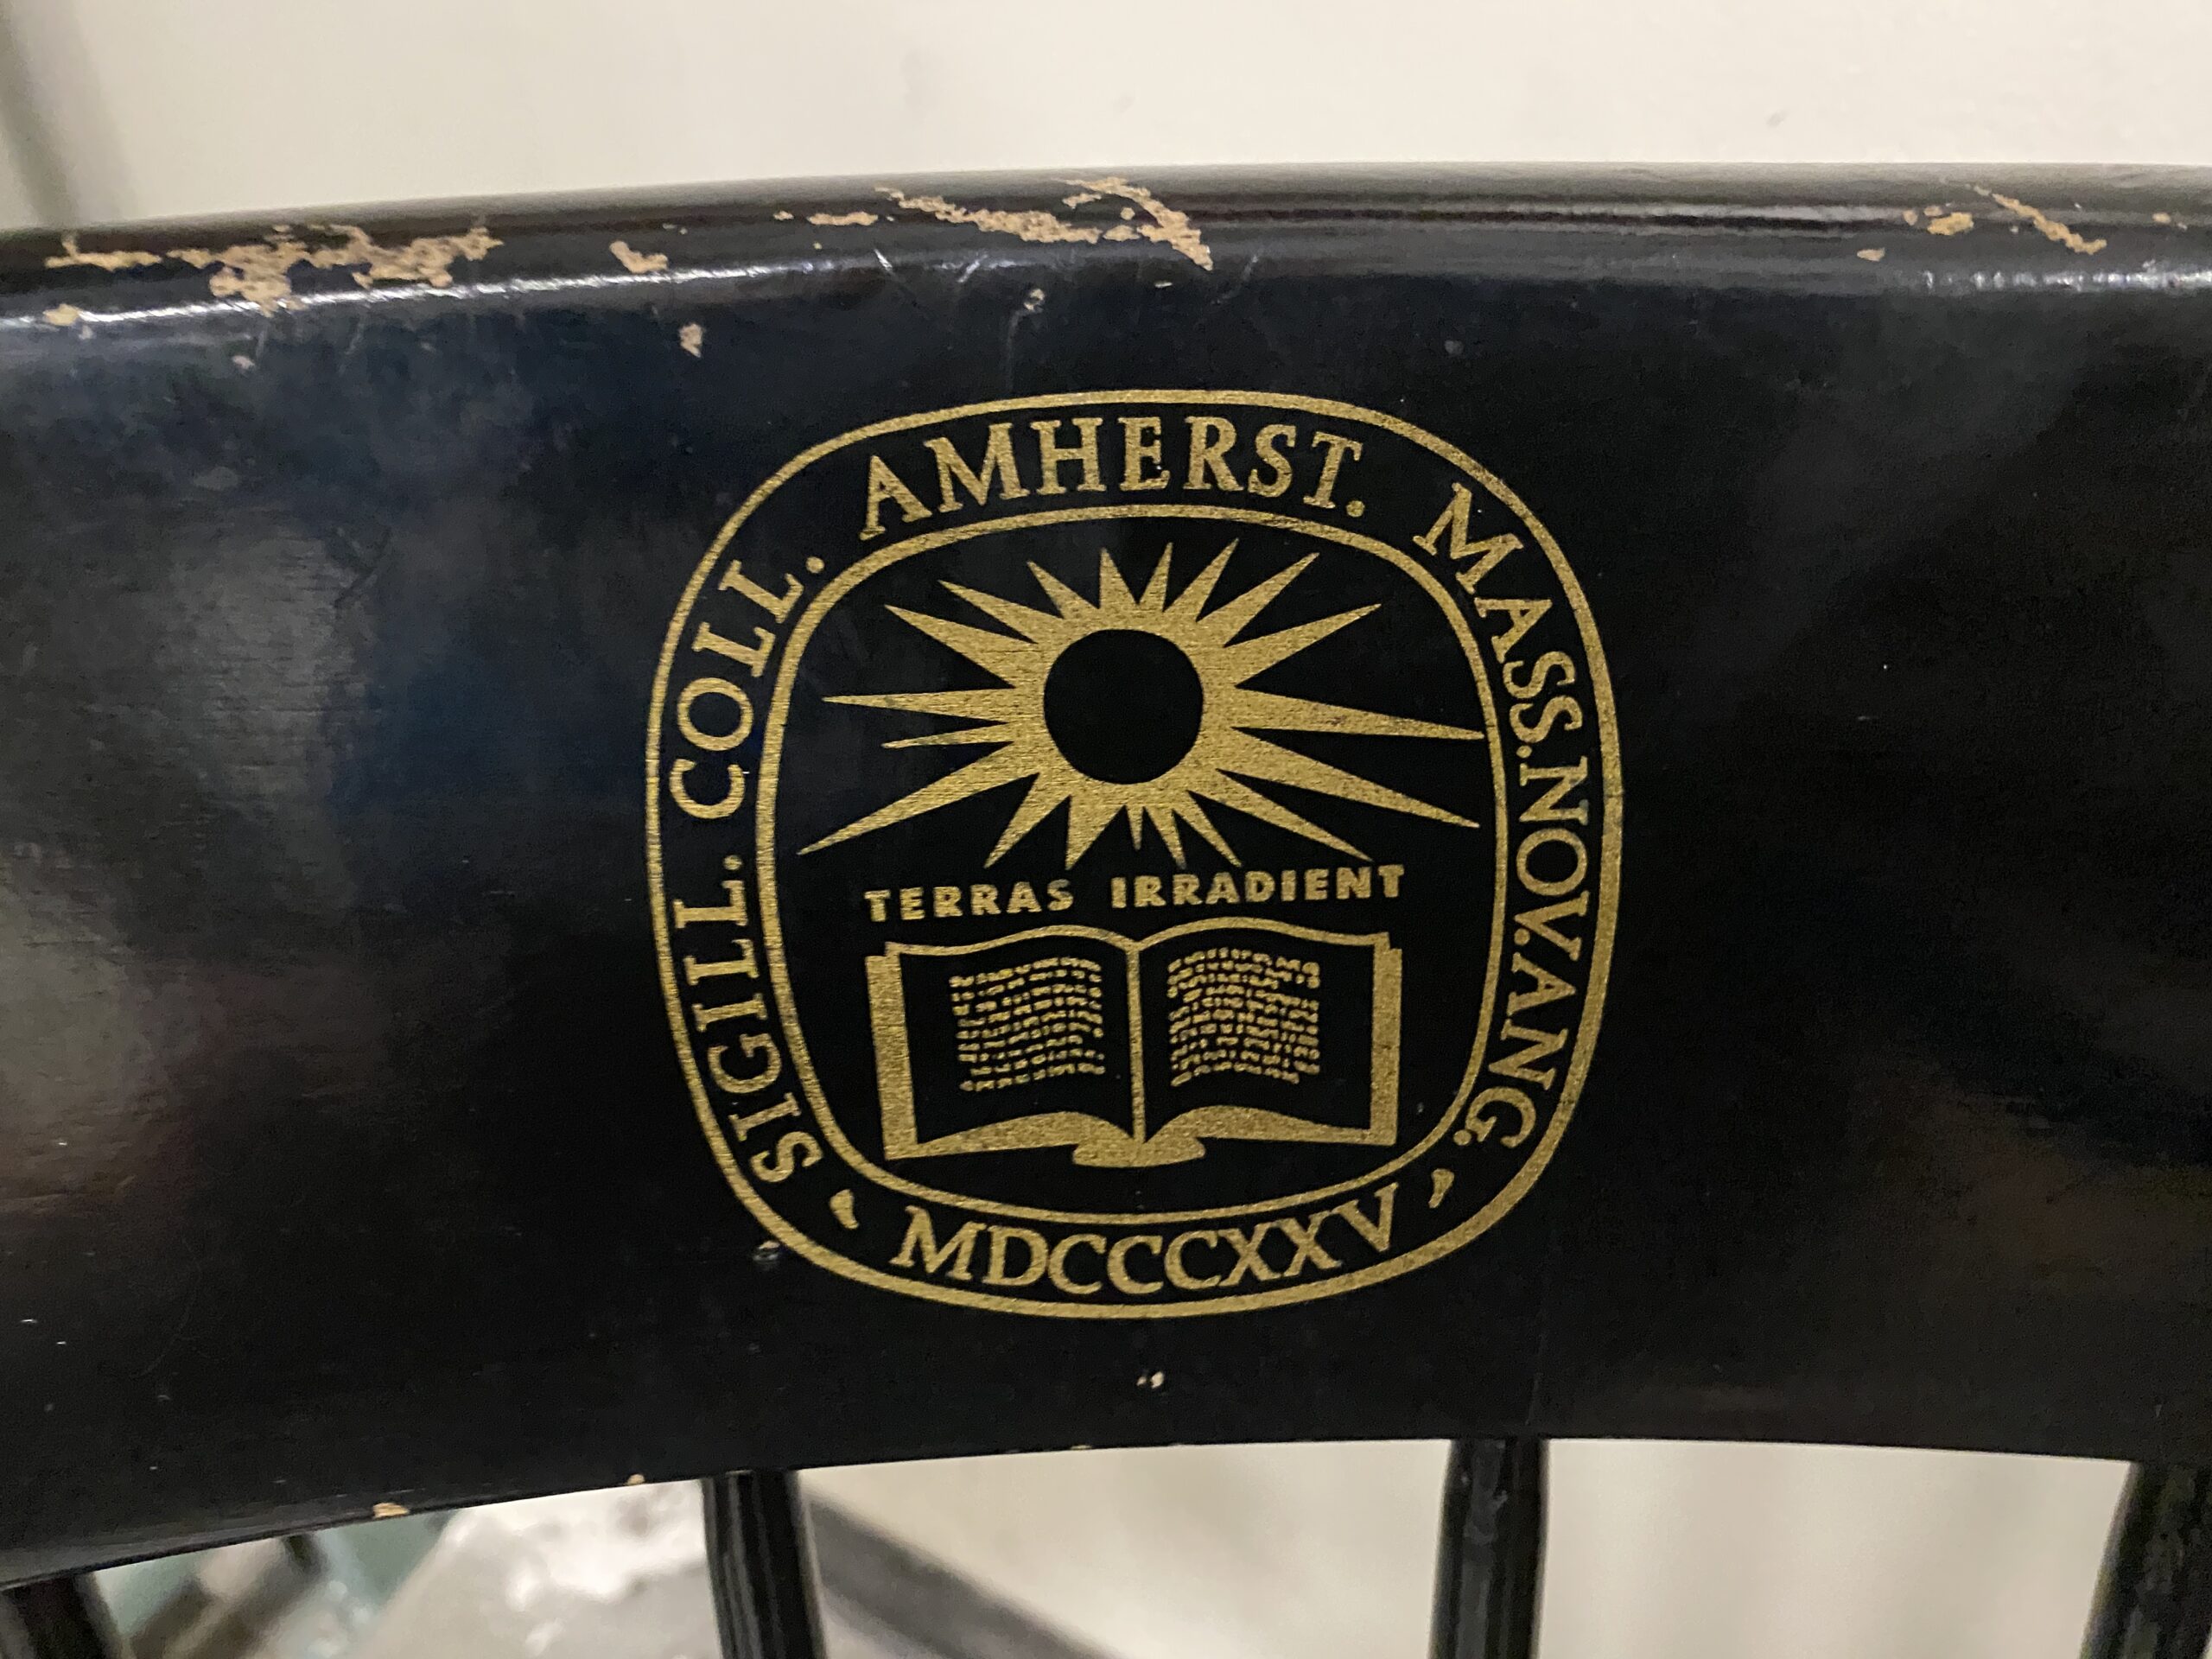 SIGILL. COLL. AMHERST. MASS. NOV. ANG.
TERRAS IRRADIENT
MDCCCXXV